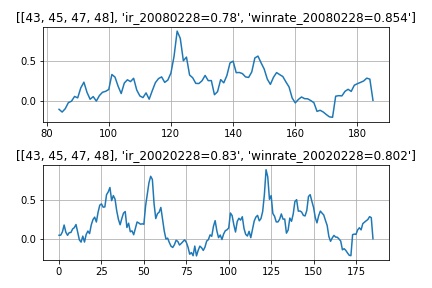 [[43, 45, 47, 48], 'ir_20080228=0.78', 'winrate_20080228=0.854']
0.5
0.0
80 100 120 140 160 180
[[43, 45, 47, 48], 'ir_20020228=0.83', 'winrate_20020228=0.802']
0.5
0.0
0 25 50 75 100 125 150 175